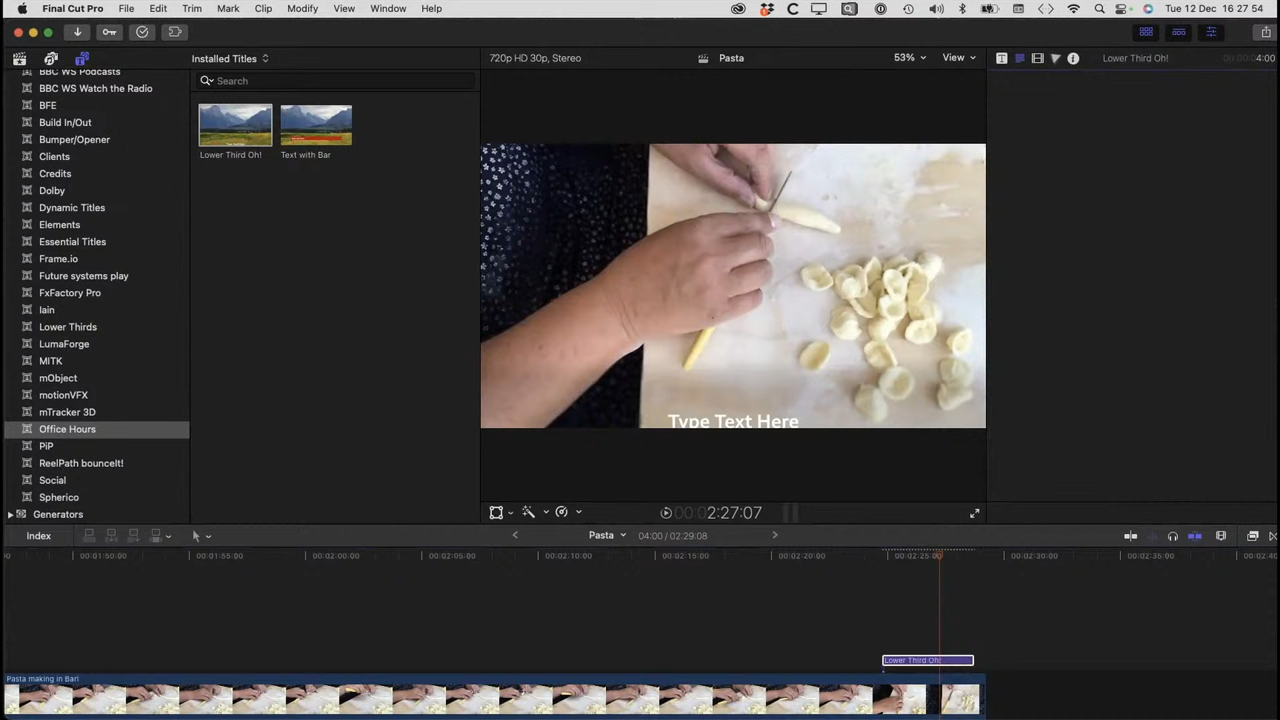 Final Cut Pro File Edit Trim Mark Clip Modify View Window Help Tue 12 Dec 16 27 54
Installed Titles 720p HD 30p, Stereo Pasta 53% View Lower Third Oh! 4:00
BBC WS Podcasts
Search
BBC WS Watch the Radio
BFE
Build In/Out
Bumper/Opener
Clients
Lower Third Oh! Text with Bar
Credits
Dolby
Dynamic Titles
Elements
Essential Titles
Frame.io
Future systems play
FxFactory Pro
Iain
Lower Thirds
LumaForge
MITK
mObject
motionVFX
mTracker 3D
Type Text Here
Office Hours
PiP
ReelPath bounceIt!
Social
Spherico
Generators
00:00:2:27:07
Index Pasta 04:00 / 02:29:08
00:01:50:00 00:01:55:00 00:02:00:00 00:02:05:00 00:02:10:00 00:02:15:00 00:02:20:00 00:02:25:00 00:02:30:00 00:02:35:00
Lower Third Oh!
Pasta making in Bari